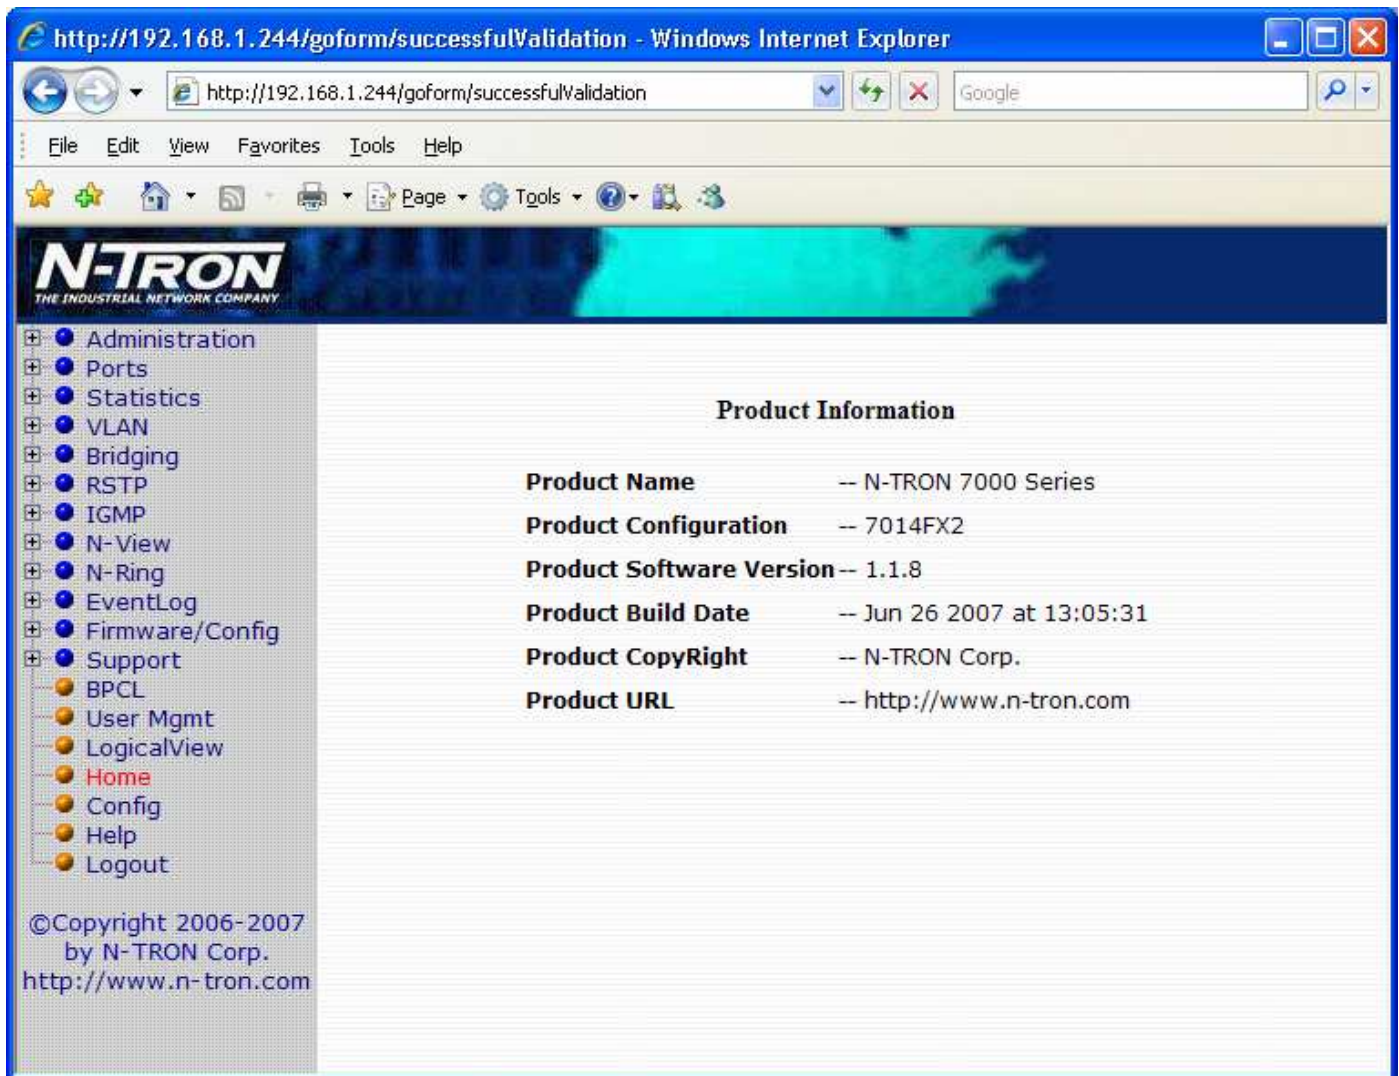 http://192.168.1.244/goform/successfulValidation - Windows Internet Explorer
http://192.168.1.244/goform/successfulValidation Google
File Edit View Favorites Tools Help
Page Tools
N-TRON
THE INDUSTRIAL NETWORK COMPANY
Administration
Ports
Statistics
VLAN
Bridging
RSTP
IGMP
N-View
N-Ring
EventLog
Firmware/Config
Support
BPCL
User Mgmt
LogicalView
Home
Config
Help
Logout
©Copyright 2006-2007
by N-TRON Corp.
http://www.n-tron.com
Product Information
Product Name -- N-TRON 7000 Series
Product Configuration -- 7014FX2
Product Software Version -- 1.1.8
Product Build Date -- Jun 26 2007 at 13:05:31
Product CopyRight -- N-TRON Corp.
Product URL -- http://www.n-tron.com